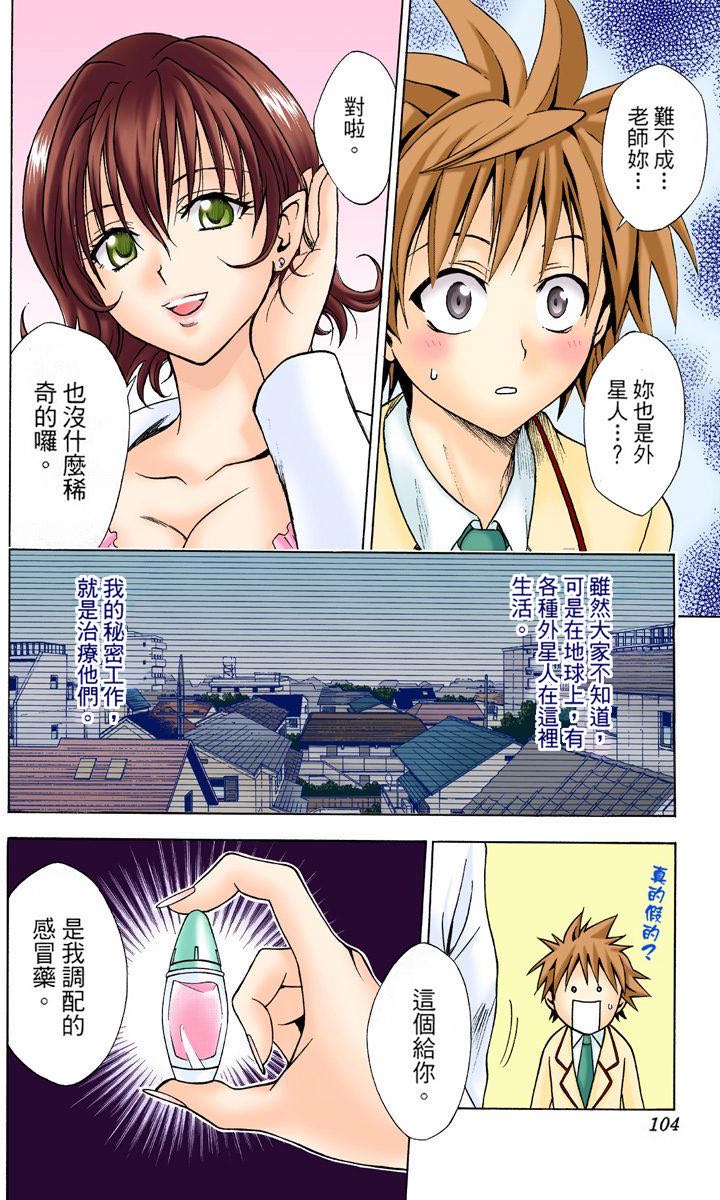 難不成…
老師妳…
妳也是外
星人…?
對啦。
也沒什麼稀
奇的囉。
雖然大家不知道，
可是在地球上，有
各種外星人在這裡
生活。
我的秘密工作，
就是治療他們。
真的假的?
這個給你。
是我調配的
感冒藥。
104